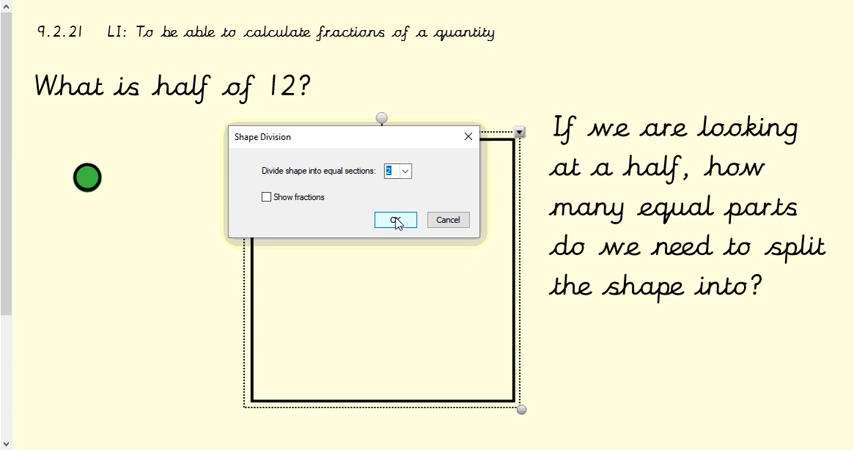 9.2.21 LI: To be able to calculate fractions of a quantity
What is half of 12?
Shape Division
Divide shape into equal sections: 2
Show fractions
OK Cancel
If we are looking
at a half, how
many equal parts
do we need to split
the shape into?